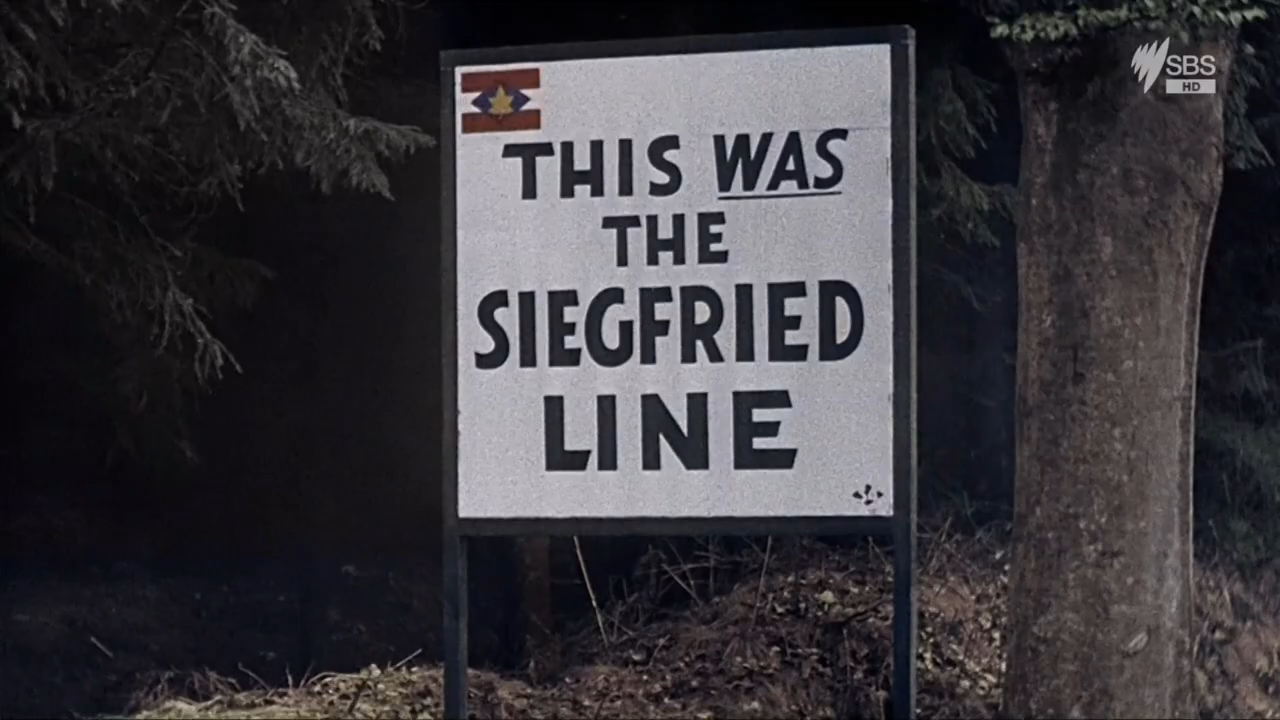 SBS
HD
THIS WAS
THE
SIEGFRIED
LINE